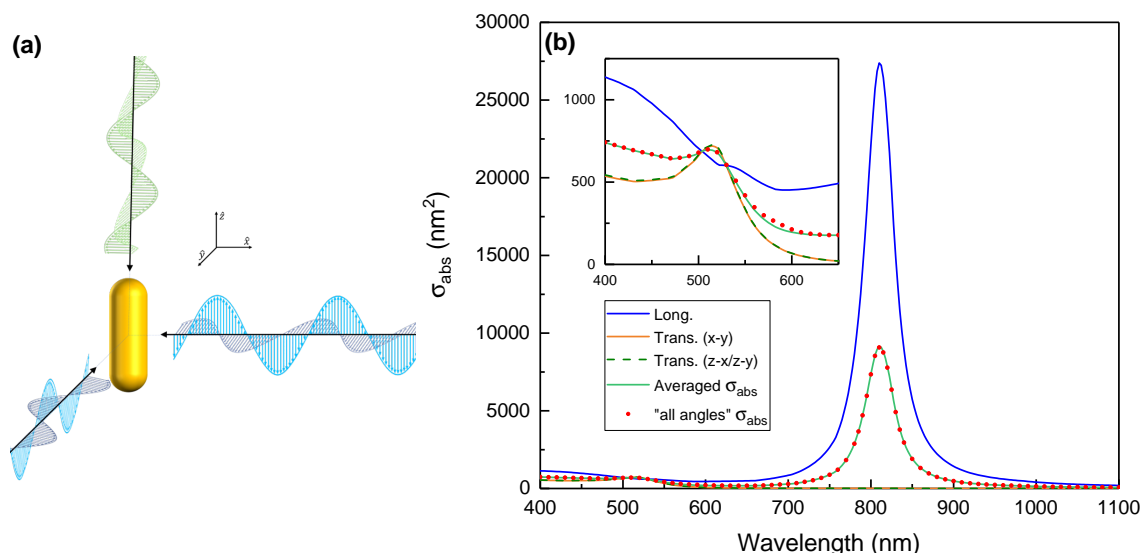 (a)
ẑ
x̂
ŷ
(b)
30000
25000
20000
15000
10000
5000
0
σabs (nm²)
1000
500
0
400
500
600
Long.
Trans. (x-y)
Trans. (z-x/z-y)
Averaged σabs
"all angles" σabs
400 500 600 700 800 900 1000 1100
Wavelength (nm)